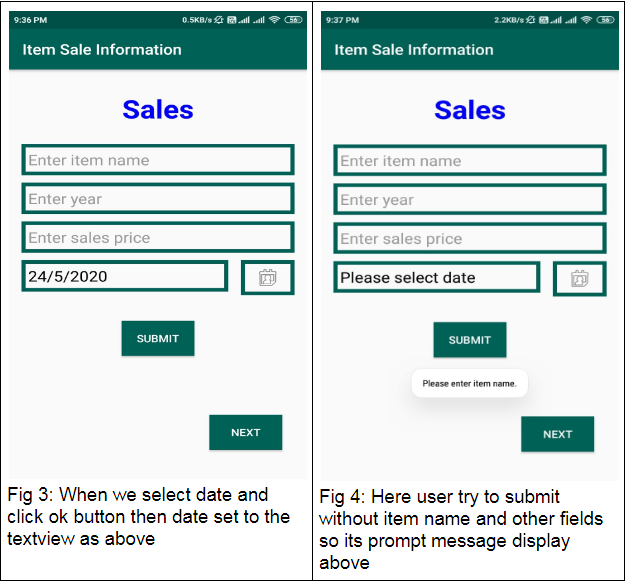 9:36 PM 0.5KB/s 56
Item Sale Information
Sales
Enter item name
Enter year
Enter sales price
24/5/2020
SUBMIT
NEXT
Fig 3: When we select date and
click ok button then date set to the
textview as above
9:37 PM 2.2KB/s 56
Item Sale Information
Sales
Enter item name
Enter year
Enter sales price
Please select date
SUBMIT
Please enter item name.
NEXT
Fig 4: Here user try to submit
without item name and other fields
so its prompt message display
above